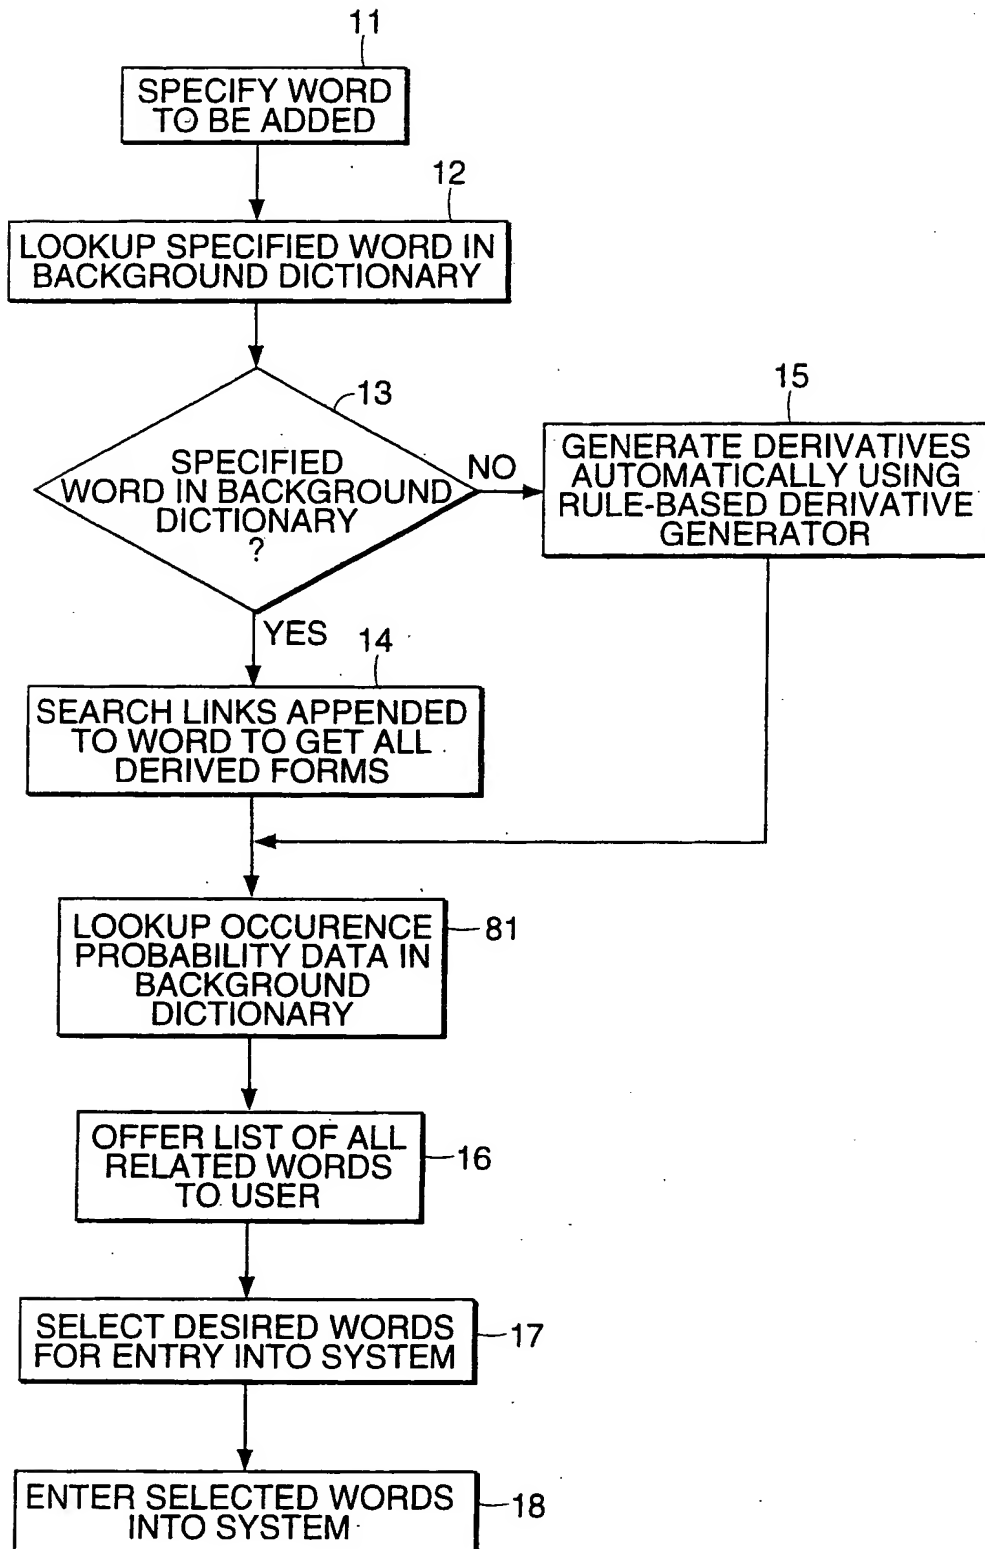 11
SPECIFY WORD
TO BE ADDED
12
LOOKUP SPECIFIED WORD IN
BACKGROUND DICTIONARY
13
SPECIFIED
WORD IN BACKGROUND
DICTIONARY
?
NO
15
GENERATE DERIVATIVES
AUTOMATICALLY USING
RULE-BASED DERIVATIVE
GENERATOR
YES
14
SEARCH LINKS APPENDED
TO WORD TO GET ALL
DERIVED FORMS
LOOKUP OCCURENCE
PROBABILITY DATA IN
BACKGROUND
DICTIONARY
81
OFFER LIST OF ALL
RELATED WORDS
TO USER
16
SELECT DESIRED WORDS
FOR ENTRY INTO SYSTEM
17
ENTER SELECTED WORDS
INTO SYSTEM
18